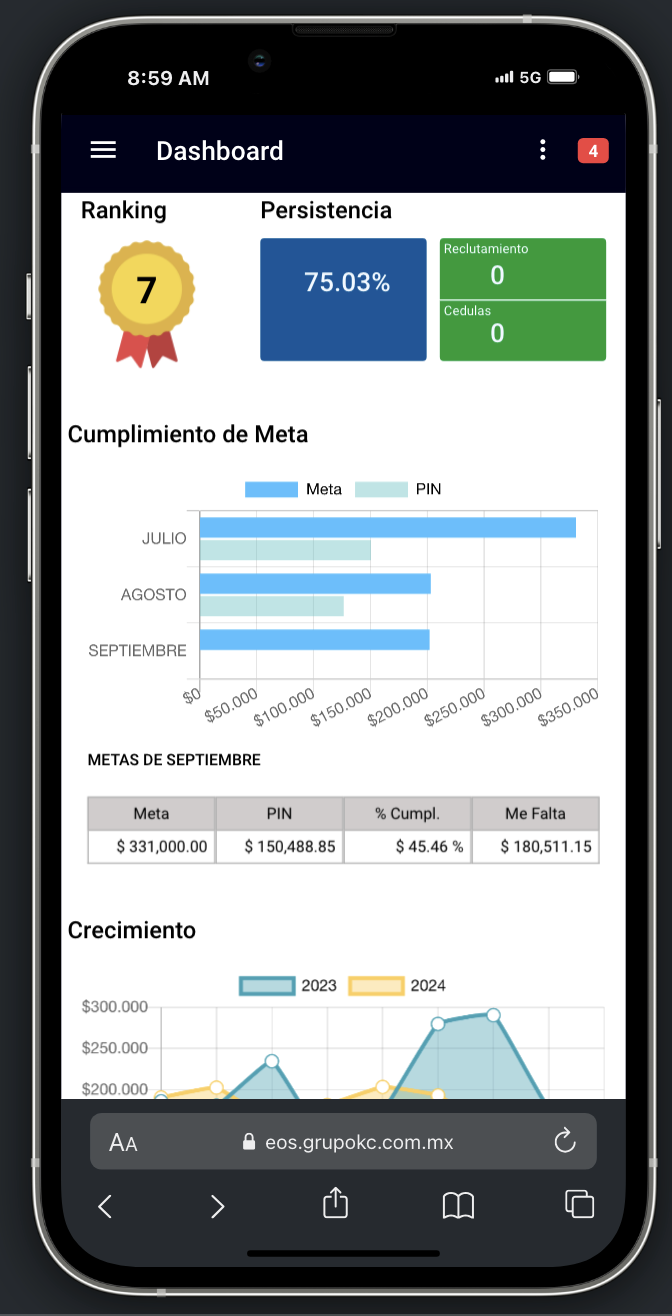 8:59 AM
5G
Dashboard
4
Ranking
Persistencia
7
75.03%
Reclutamiento
0
Cedulas
0
Cumplimiento de Meta
Meta PIN
JULIO
AGOSTO
SEPTIEMBRE
$0 $50.000 $100.000 $150.000 $200.000 $250.000 $300.000 $350.000
METAS DE SEPTIEMBRE
Meta PIN % Cumpl. Me Falta
$ 331,000.00 $ 150,488.85 $ 45.46 % $ 180,511.15
Crecimiento
2023 2024
$300.000
$250.000
$200.000
AA eos.grupokc.com.mx